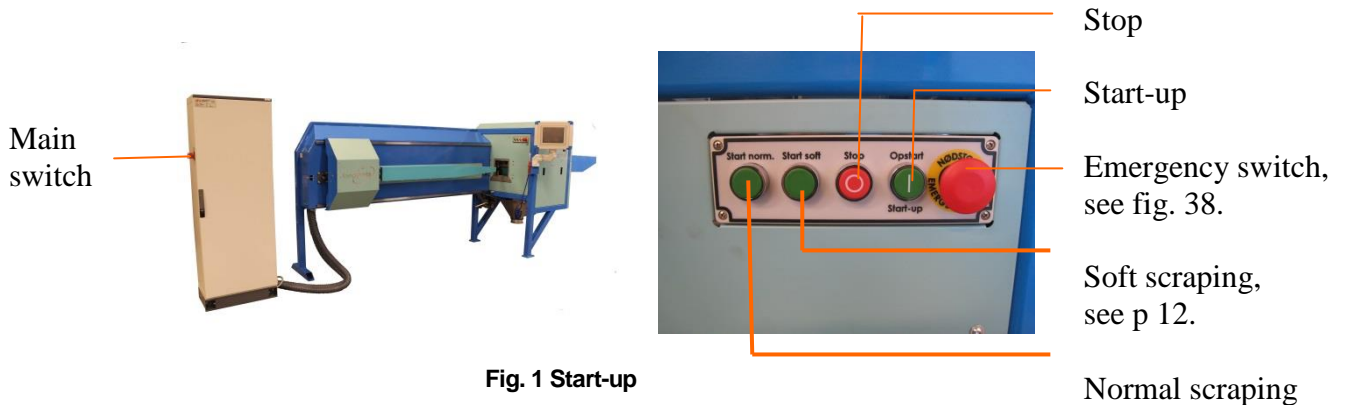 Main
switch
Fig. 1 Start-up
Start norm. Start soft Stop Opstart
Start-up
Stop
Start-up
Emergency switch,
see fig. 38.
Soft scraping,
see p 12.
Normal scraping